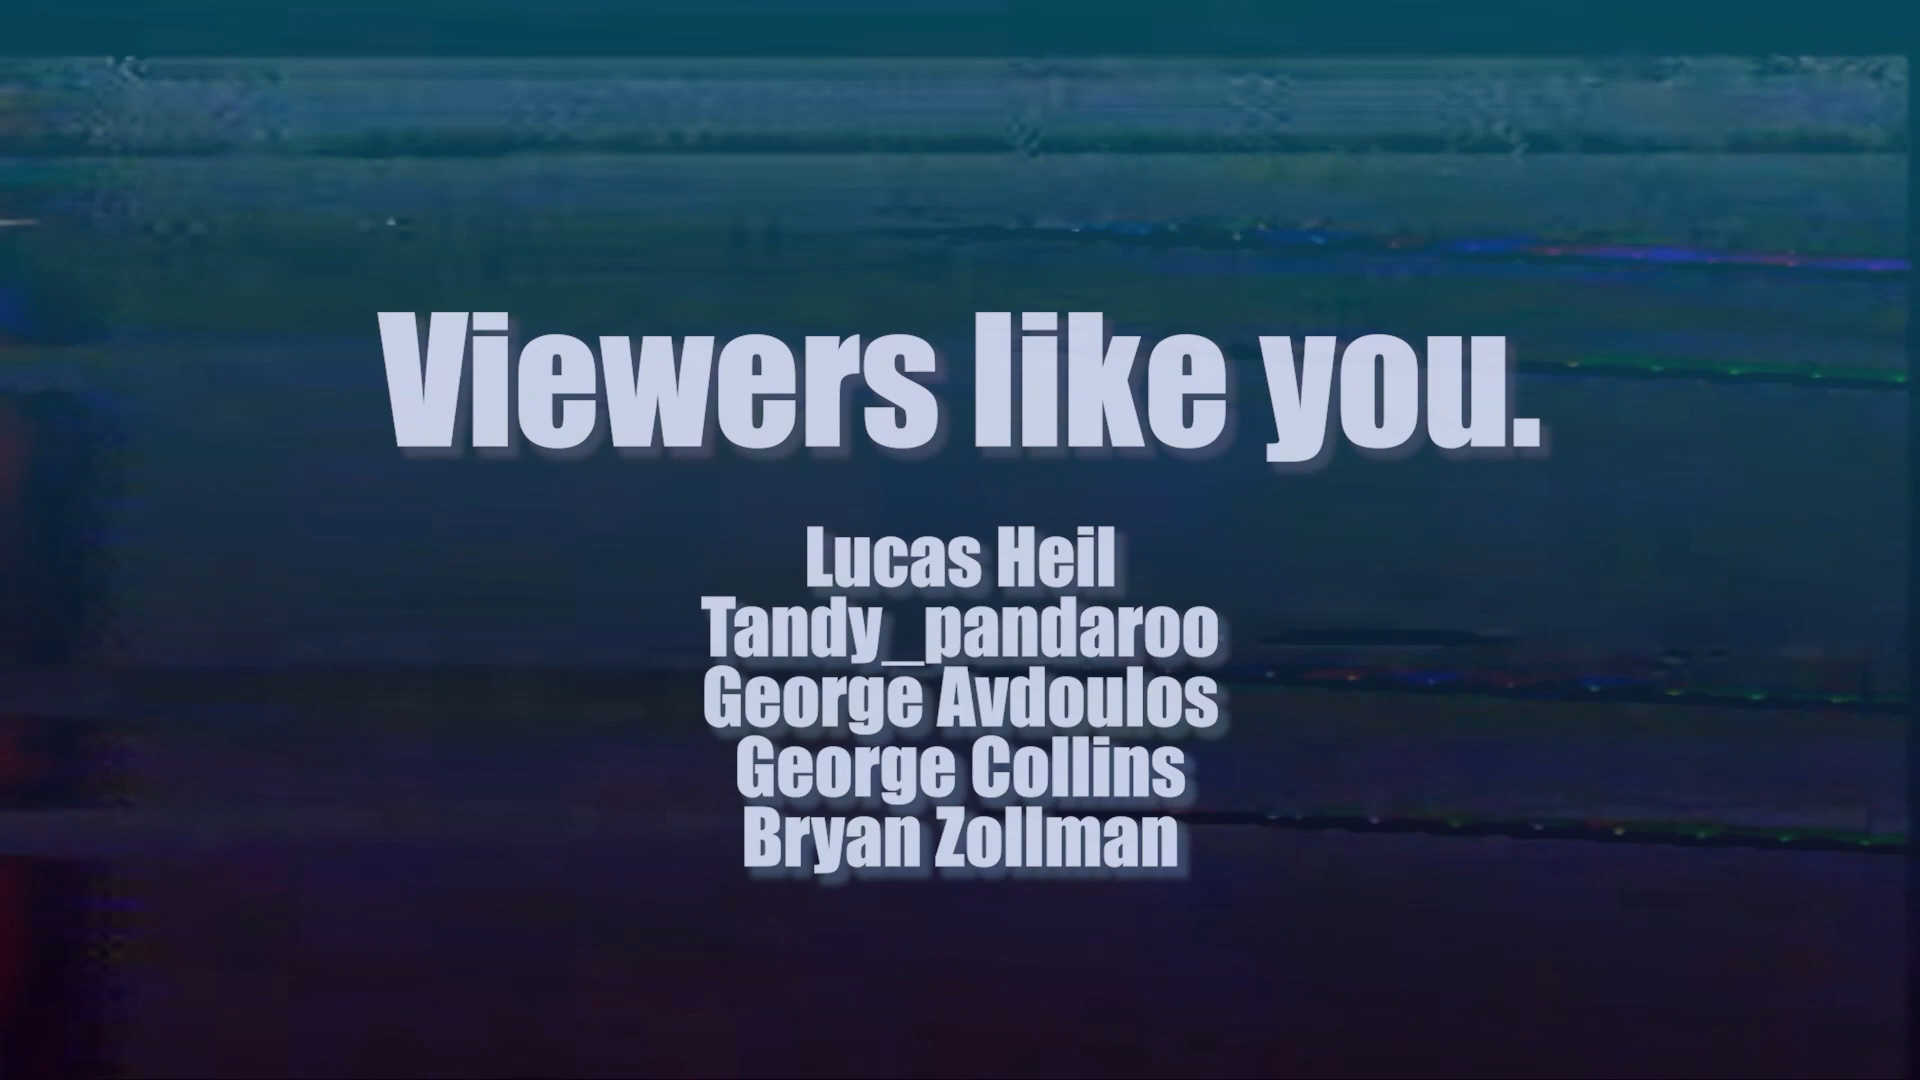 Viewers like you.
Lucas Heil
Tandy_pandaroo
George Avdoulos
George Collins
Bryan Zollman